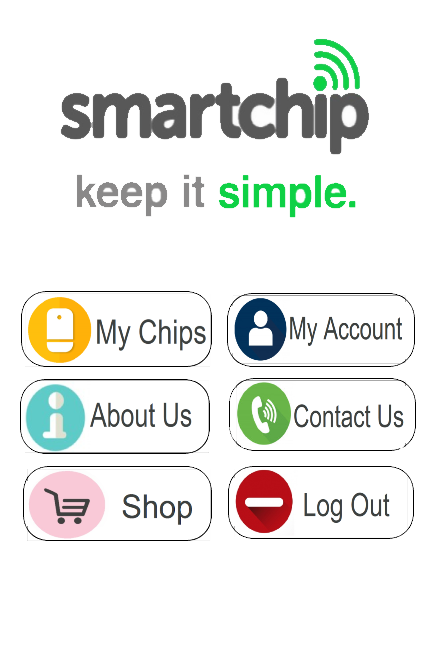 smartchip
keep it simple.
My Chips
My Account
About Us
Contact Us
Shop
Log Out